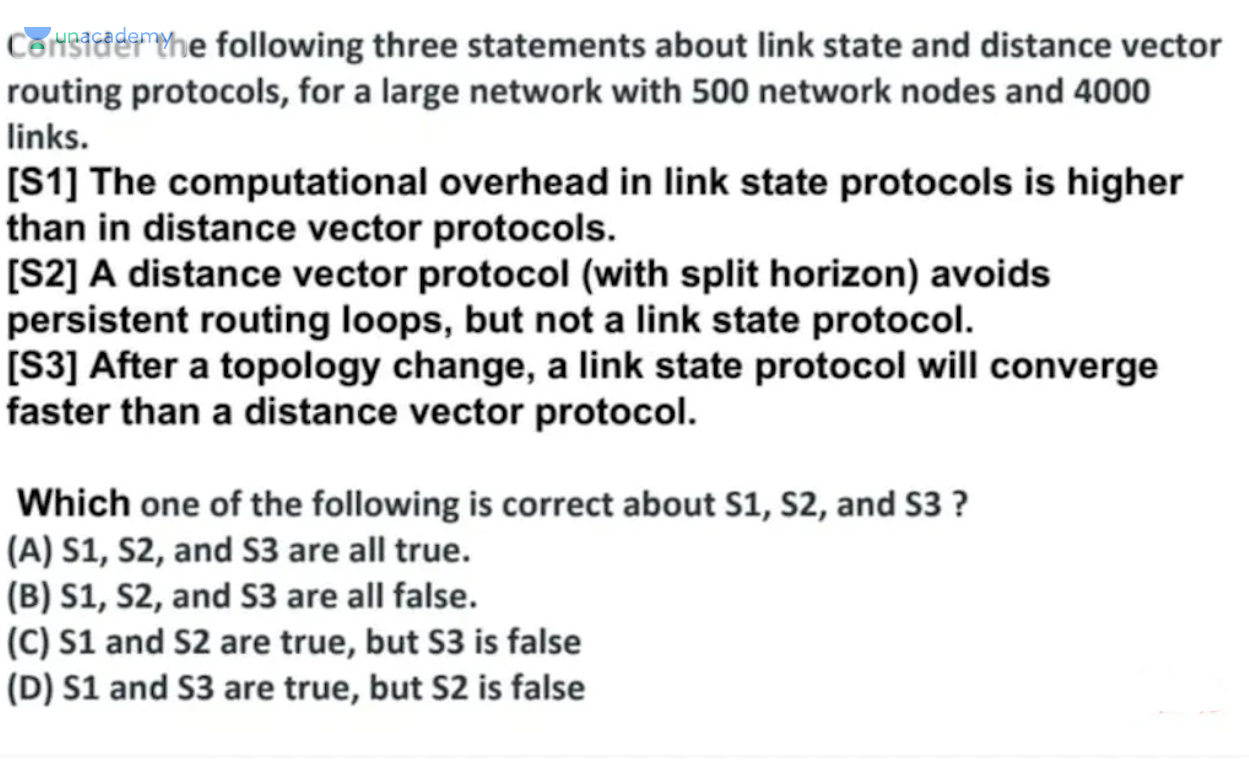 unacademy
Consider the following three statements about link state and distance vector
routing protocols, for a large network with 500 network nodes and 4000
links.
[S1] The computational overhead in link state protocols is higher
than in distance vector protocols.
[S2] A distance vector protocol (with split horizon) avoids
persistent routing loops, but not a link state protocol.
[S3] After a topology change, a link state protocol will converge
faster than a distance vector protocol.
Which one of the following is correct about S1, S2, and S3 ?
(A) S1, S2, and S3 are all true.
(B) S1, S2, and S3 are all false.
(C) S1 and S2 are true, but S3 is false
(D) S1 and S3 are true, but S2 is false